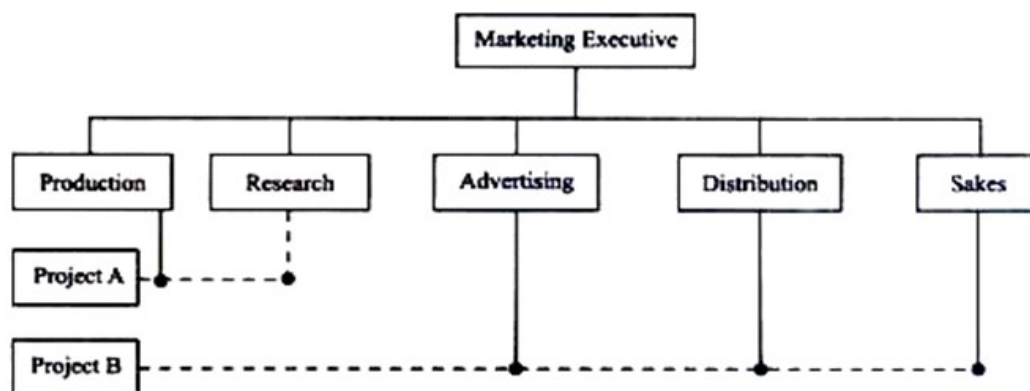 Marketing Executive
Production
Research
Advertising
Distribution
Sakes
Project A
Project B